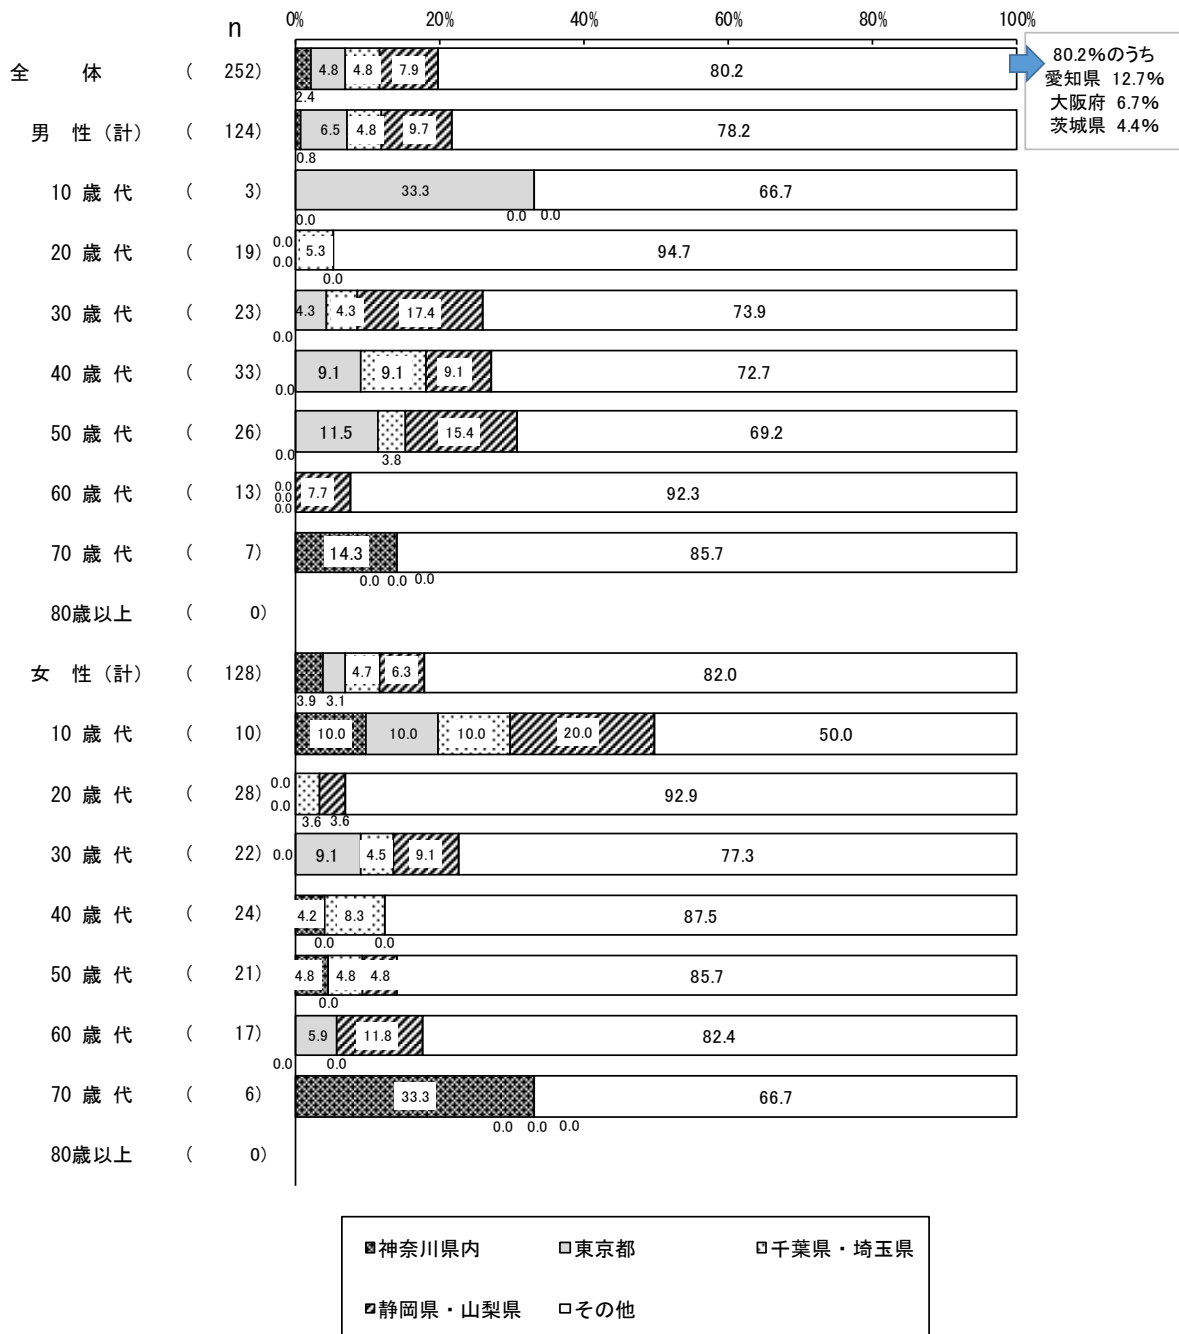 n
0% 20% 40% 60% 80% 100%
全 体 ( 252) 4.8 4.8 7.9 80.2
2.4
80.2%のうち
愛知県 12.7%
大阪府 6.7%
茨城県 4.4%
男 性(計) ( 124) 6.5 4.8 9.7 78.2
0.8
10 歳 代 ( 3) 33.3 66.7
0.0 0.0 0.0
20 歳 代 ( 19) 0.0 0.0 5.3 94.7
0.0
30 歳 代 ( 23) 4.3 4.3 17.4 73.9
0.0
40 歳 代 ( 33) 9.1 9.1 9.1 72.7
0.0
50 歳 代 ( 26) 11.5 15.4 69.2
0.0 3.8
60 歳 代 ( 13) 0.0 0.0 0.0 7.7 92.3
70 歳 代 ( 7) 14.3 85.7
0.0 0.0 0.0
80歳以上 ( 0)
女 性(計) ( 128) 4.7 6.3 82.0
3.9 3.1
10 歳 代 ( 10) 10.0 10.0 10.0 20.0 50.0
20 歳 代 ( 28) 0.0 0.0 92.9
3.6 3.6
30 歳 代 ( 22) 0.0 9.1 4.5 9.1 77.3
40 歳 代 ( 24) 4.2 8.3 87.5
0.0 0.0
50 歳 代 ( 21) 4.8 4.8 4.8 85.7
0.0
60 歳 代 ( 17) 5.9 11.8 82.4
0.0 0.0
70 歳 代 ( 6) 33.3 66.7
0.0 0.0 0.0
80歳以上 ( 0)
神奈川県内 東京都 千葉県・埼玉県
静岡県・山梨県 その他